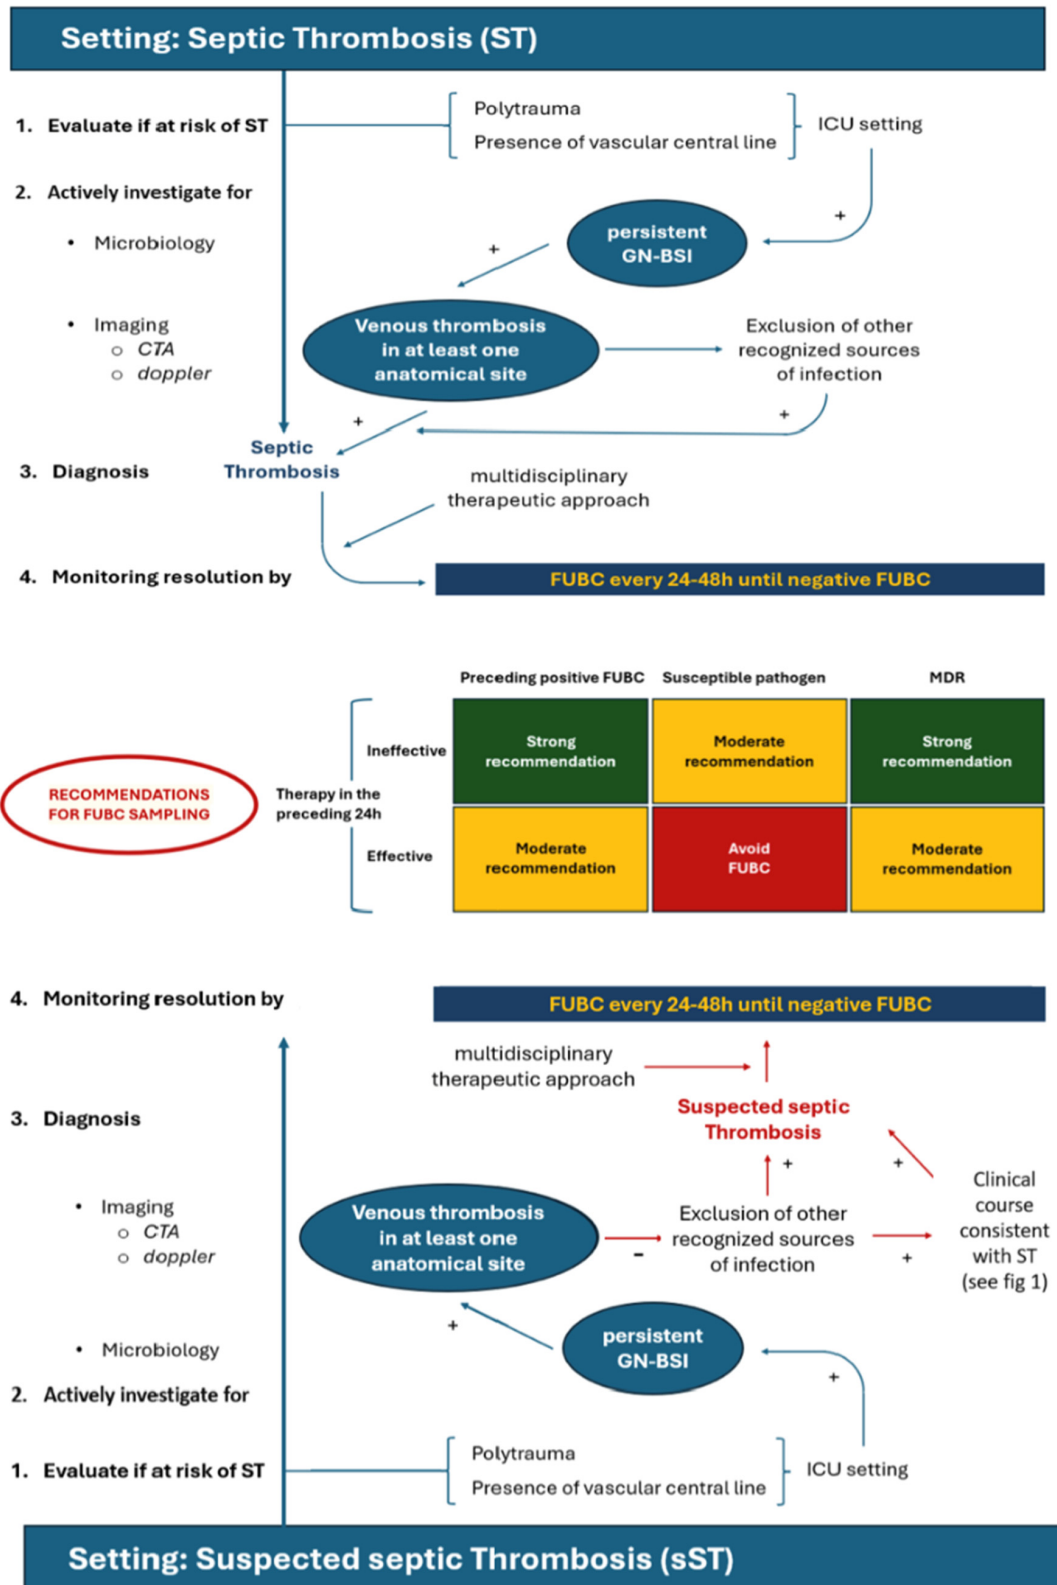 Setting: Septic Thrombosis (ST)
1. Evaluate if at risk of ST
Polytrauma
Presence of vascular central line
ICU setting
2. Actively investigate for
+
• Microbiology
persistent
GN-BSI
+
• Imaging
o CTA
o doppler
Venous thrombosis
in at least one
anatomical site
Exclusion of other
recognized sources
of infection
+
+
3. Diagnosis
Septic
Thrombosis
multidisciplinary
therapeutic approach
4. Monitoring resolution by
FUBC every 24-48h until negative FUBC
Preceding positive FUBC
Susceptible pathogen
MDR
RECOMMENDATIONS
FOR FUBC SAMPLING
Therapy in the
preceding 24h
Ineffective
Strong
recommendation
Moderate
recommendation
Strong
recommendation
Effective
Moderate
recommendation
Avoid
FUBC
Moderate
recommendation
4. Monitoring resolution by
FUBC every 24-48h until negative FUBC
multidisciplinary
therapeutic approach
3. Diagnosis
Suspected septic
Thrombosis
+
+
• Imaging
o CTA
o doppler
Venous thrombosis
in at least one
anatomical site
-
Exclusion of other
recognized sources
of infection
+
Clinical
course
consistent
with ST
(see fig 1)
+
• Microbiology
persistent
GN-BSI
+
2. Actively investigate for
1. Evaluate if at risk of ST
Polytrauma
Presence of vascular central line
ICU setting
Setting: Suspected septic Thrombosis (sST)